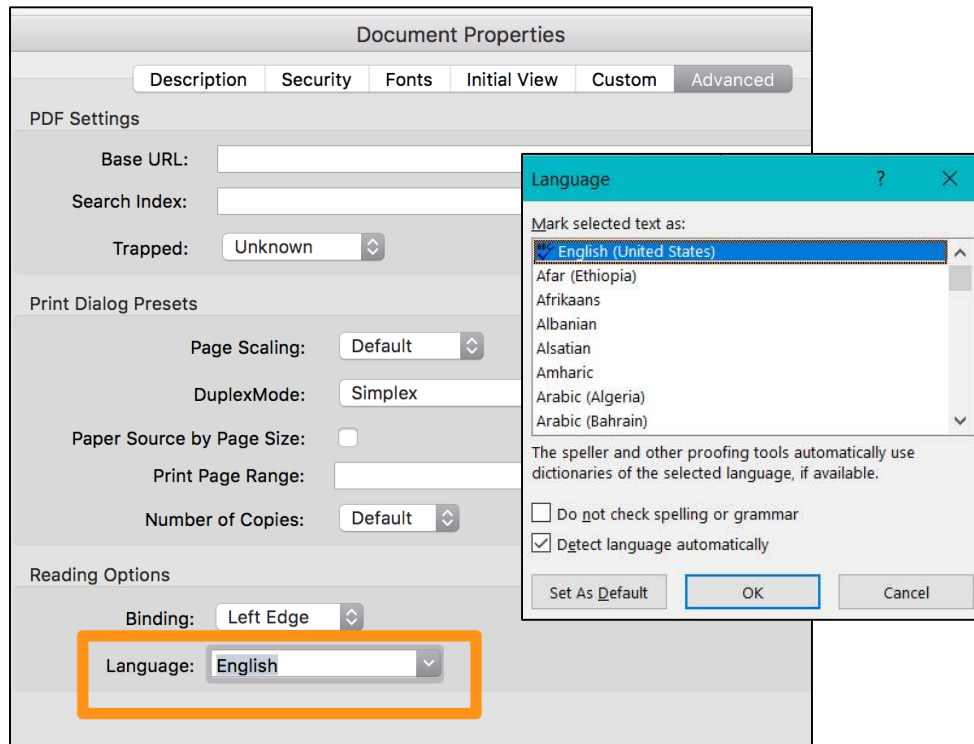 Document Properties
Description Security Fonts Initial View Custom Advanced
PDF Settings
Base URL:
Search Index:
Trapped: Unknown
Print Dialog Presets
Page Scaling: Default
DuplexMode: Simplex
Paper Source by Page Size:
Print Page Range:
Number of Copies: Default
Reading Options
Binding: Left Edge
Language: English
Language ?
Mark selected text as:
English (United States)
Afar (Ethiopia)
Afrikaans
Albanian
Alsatian
Amharic
Arabic (Algeria)
Arabic (Bahrain)
The speller and other proofing tools automatically use
dictionaries of the selected language, if available.
Do not check spelling or grammar
Detect language automatically
Set As Default OK Cancel